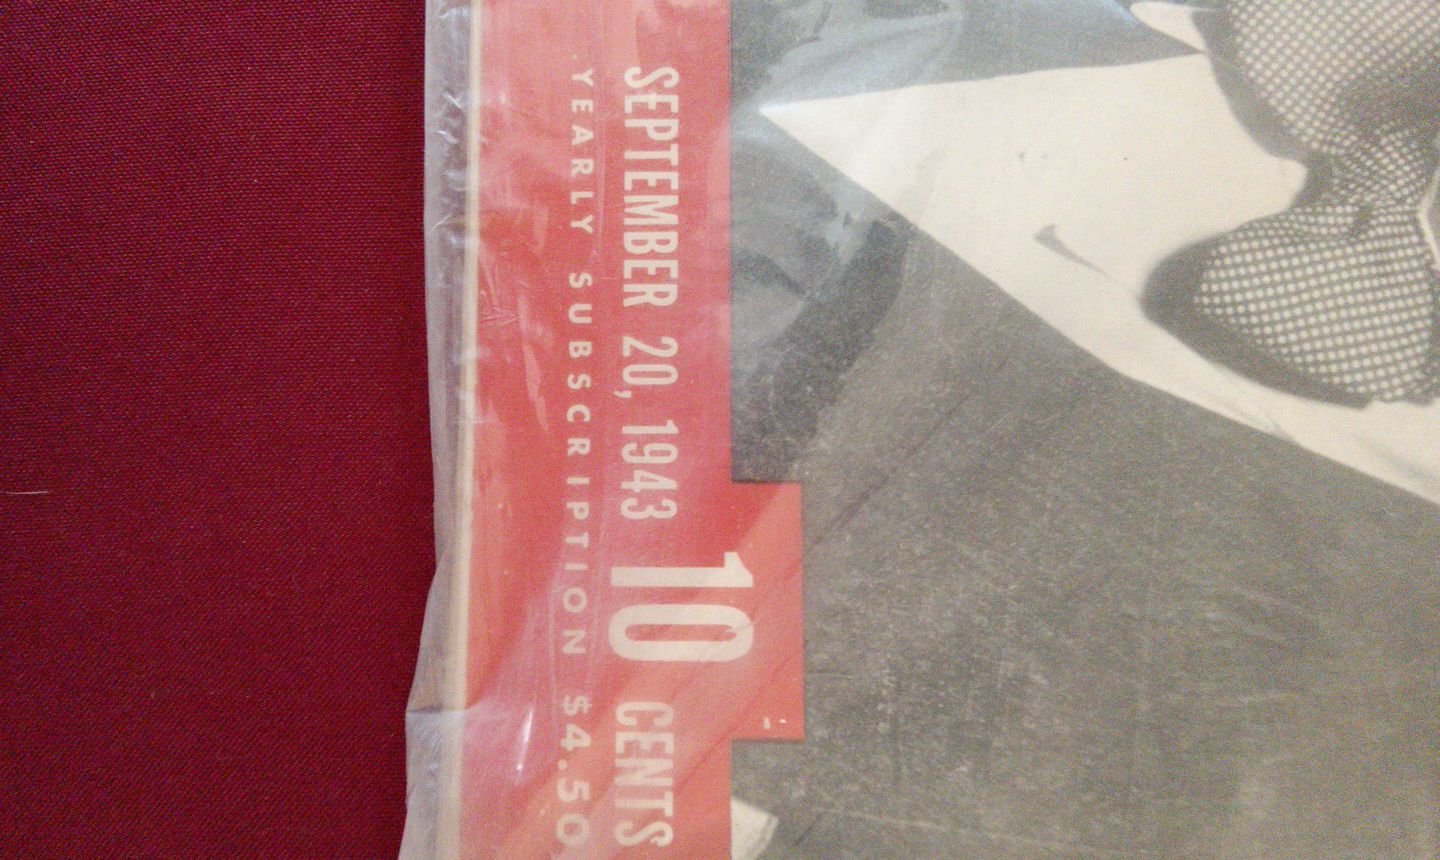 SEPTEMBER 20, 1943 10 CENTS
YEARLY SUBSCRIPTION $4.50